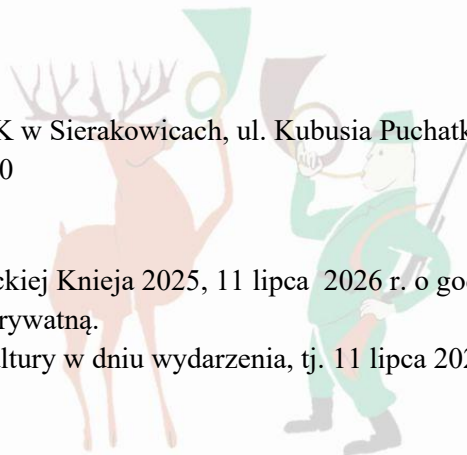 K w Sierakowicach, ul. Kubusia Puchatk
0
ckiej Knieja 2025, 11 lipca 2026 r. o god
rywatną.
ltury w dniu wydarzenia, tj. 11 lipca 202